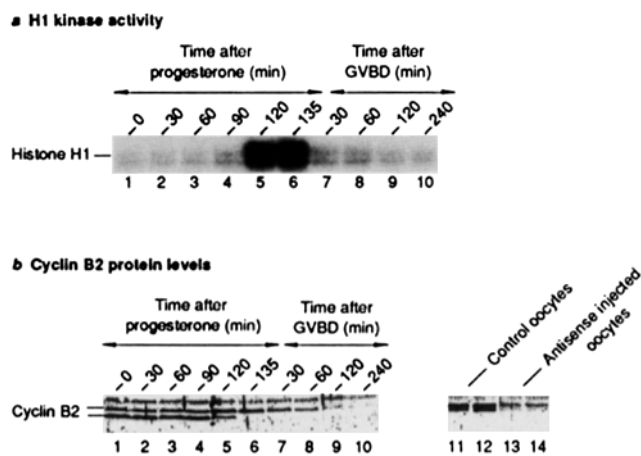 a H1 kinase activity
Time after progesterone (min)
Time after GVBD (min)
0 30 60 90 120 135 30 60 120 240
Histone H1
1 2 3 4 5 6 7 8 9 10
b Cyclin B2 protein levels
Time after progesterone (min)
Time after GVBD (min)
Control oocytes
Antisense injected oocytes
0 30 60 90 120 135 30 60 120 240
Cyclin B2
1 2 3 4 5 6 7 8 9 10
11 12 13 14